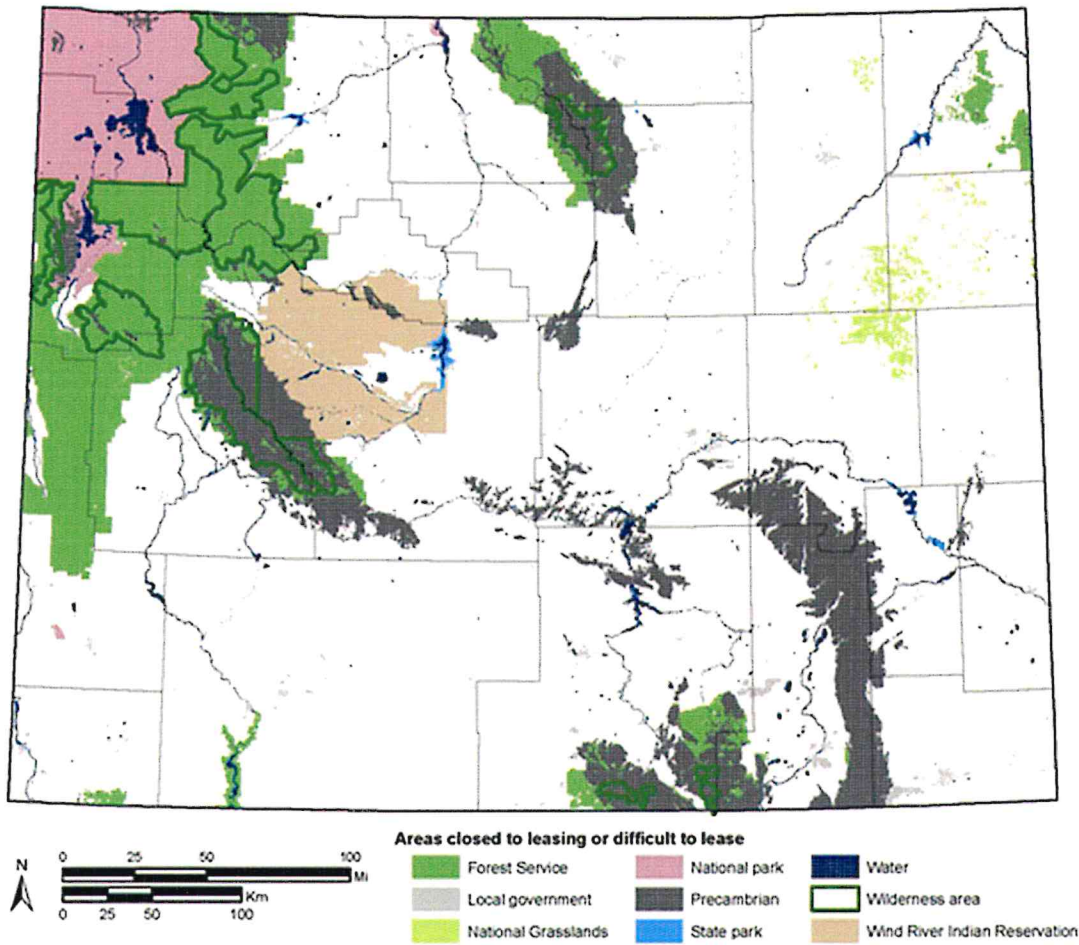 Areas closed to leasing or difficult to lease
N
0 25 50 100
Mi
Km
0 25 50 100
Forest Service
Local government
National Grasslands
National park
Precambrian
State park
Water
Wilderness area
Wind River Indian Reservation